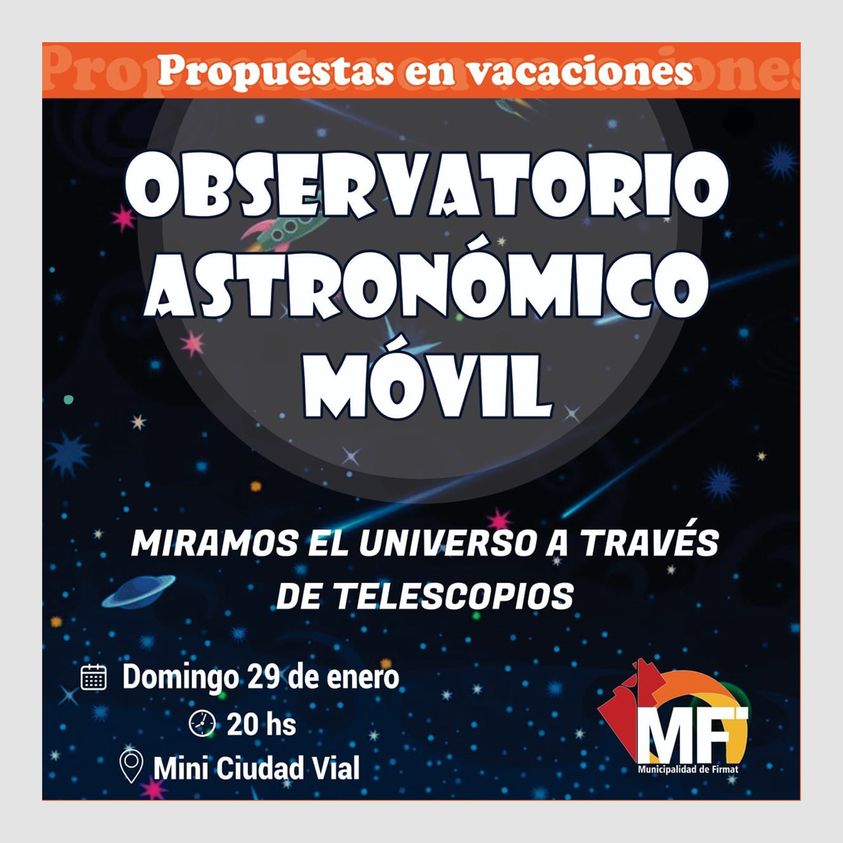 Propuestas en vacaciones
OBSERVATORIO
ASTRONÓMICO
MÓVIL
MIRAMOS EL UNIVERSO A TRAVÉS
DE TELESCOPIOS
Domingo 29 de enero
20 hs
Mini Ciudad Vial
MF
Municipalidad de Firmat